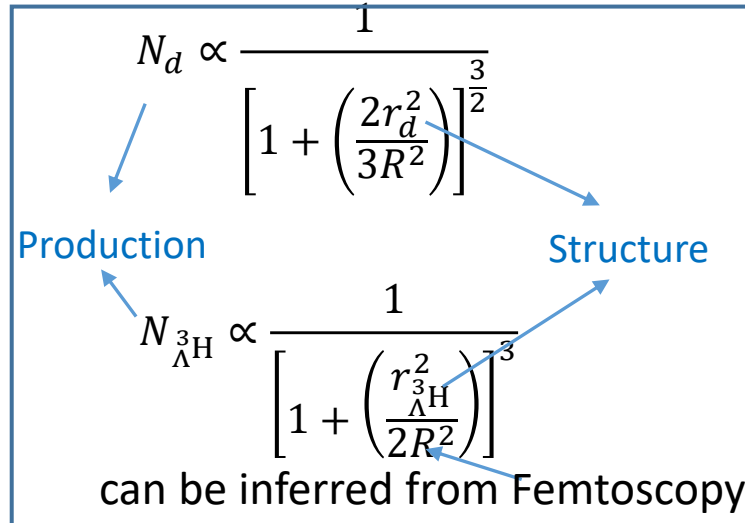 N_d ∝ 1 / [1 + (2r_d^2 / 3R^2)]^{3/2}
Production Structure
N_{^3_ΛH} ∝ 1 / [1 + (r_{^3_ΛH}^2 / 2R^2)]^3
can be inferred from Femtoscopy